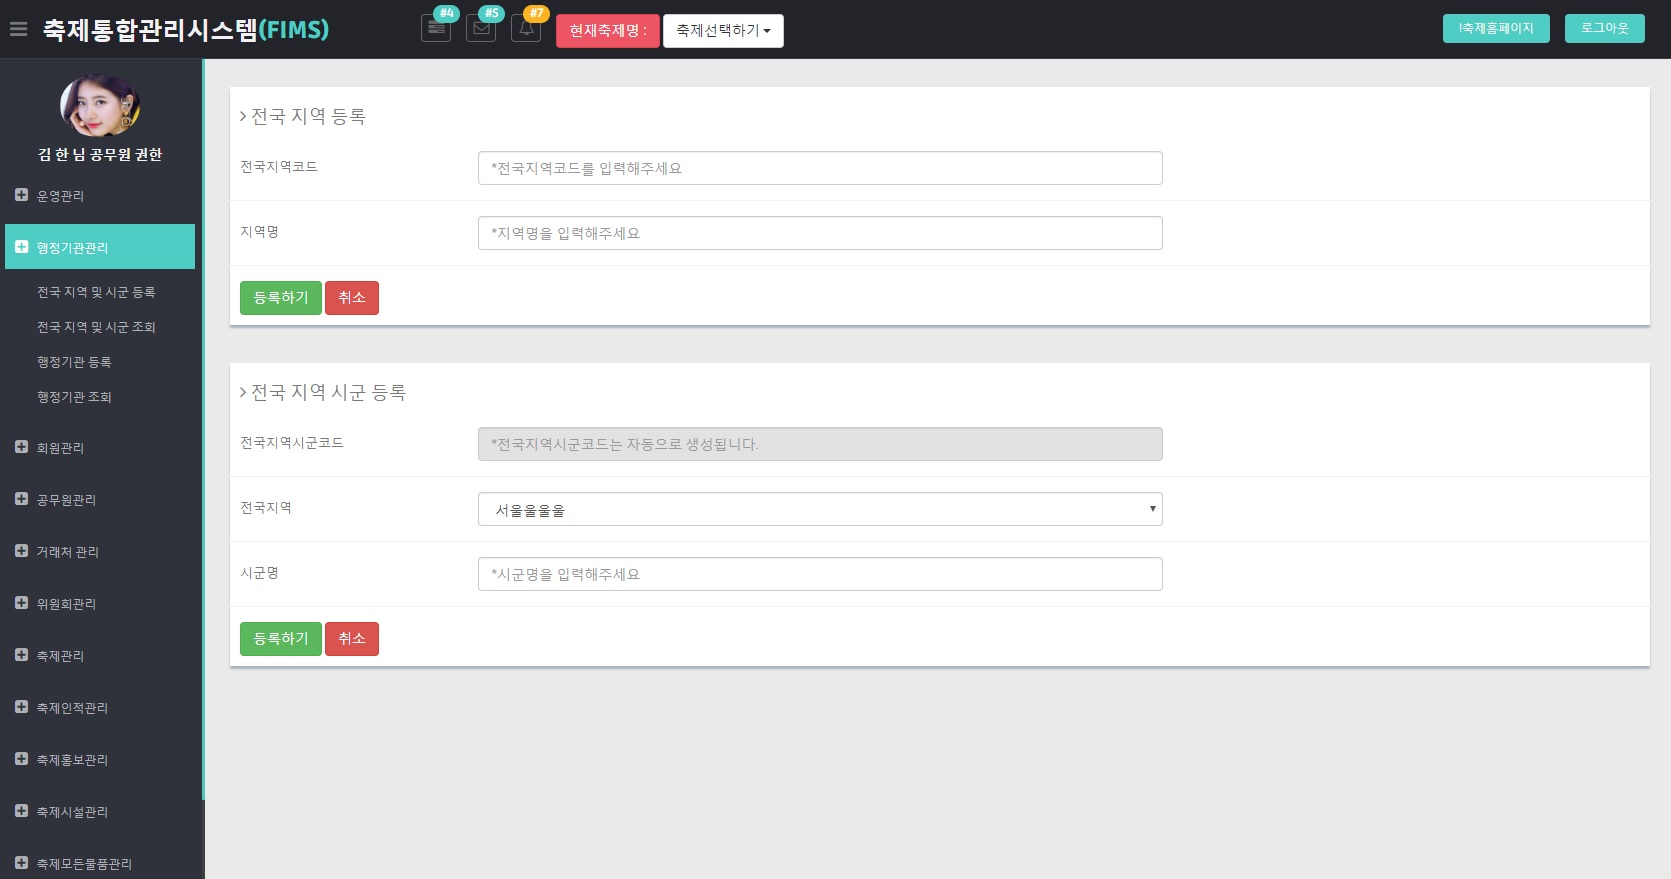 축제통합관리시스템(FIMS)
#4
#5
#7
현재축제명 :
축제선택하기
!축제홈페이지
로그아웃
김 한 님 공무원 권한
운영관리
행정기관관리
전국 지역 및 시군 등록
전국 지역 및 시군 조회
행정기관 등록
행정기관 조회
회원관리
공무원관리
거래처 관리
위원회관리
축제관리
축제인적관리
축제홍보관리
축제시설관리
축제모든물품관리
> 전국 지역 등록
전국지역코드
*전국지역코드를 입력해주세요
지역명
*지역명을 입력해주세요
등록하기
취소
> 전국 지역 시군 등록
전국지역시군코드
*전국지역시군코드는 자동으로 생성됩니다.
전국지역
서울울울울
시군명
*시군명을 입력해주세요
등록하기
취소